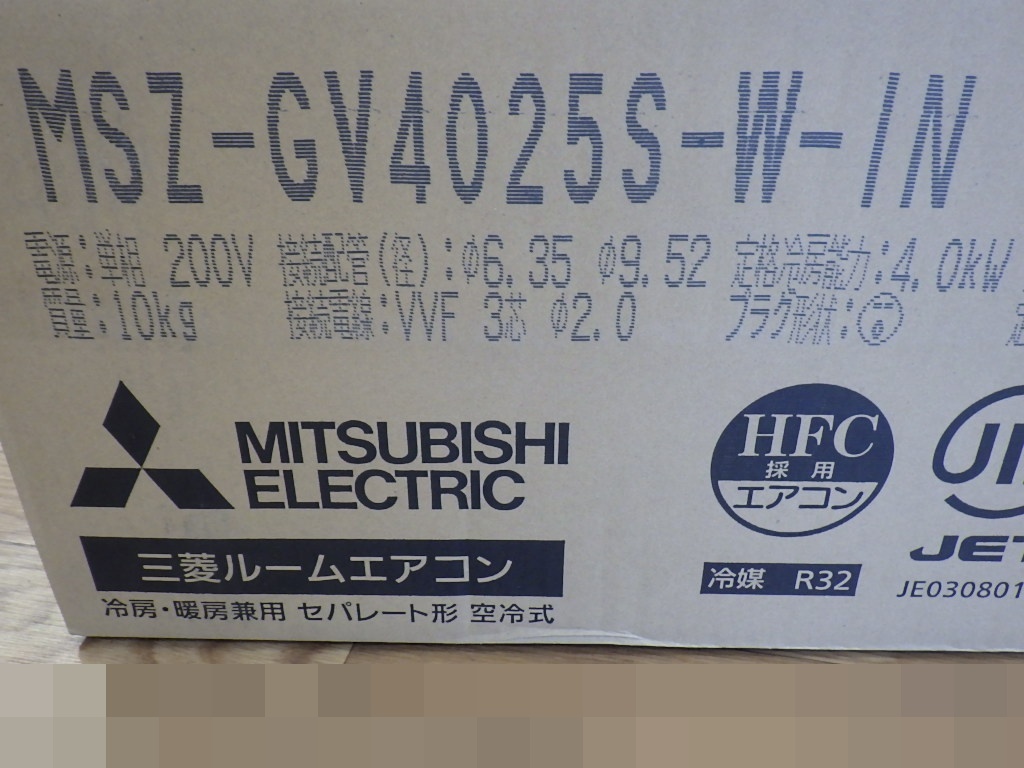 MSZ-GV4025S-W-IN
電源:単相 200V 接続配管(径):φ6.35 φ9.52 定格冷房能力:4.0kW
質量:10kg 接続電線:VVF 3芯 φ2.0 プラグ形状:
MITSUBISHI
ELECTRIC
三菱ルームエアコン
冷房・暖房兼用 セパレート形 空冷式
HFC
採用
エアコン
冷媒 R32
JET
JE030801